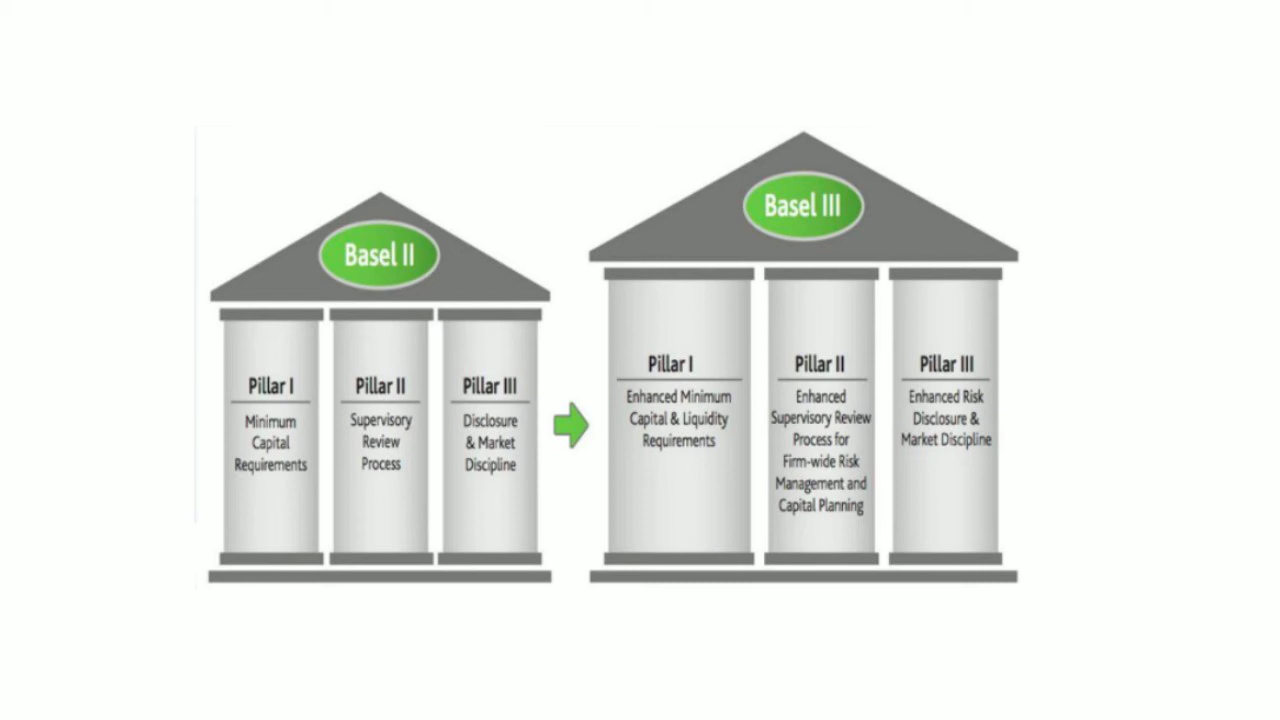 Basel II
Pillar I
Minimum
Capital
Requirements
Pillar II
Supervisory
Review
Process
Pillar III
Disclosure
& Market
Discipline
Basel III
Pillar I
Enhanced Minimum
Capital & Liquidity
Requirements
Pillar II
Enhanced
Supervisory Review
Process for
Firm-wide Risk
Management and
Capital Planning
Pillar III
Enhanced Risk
Disclosure &
Market Discipline